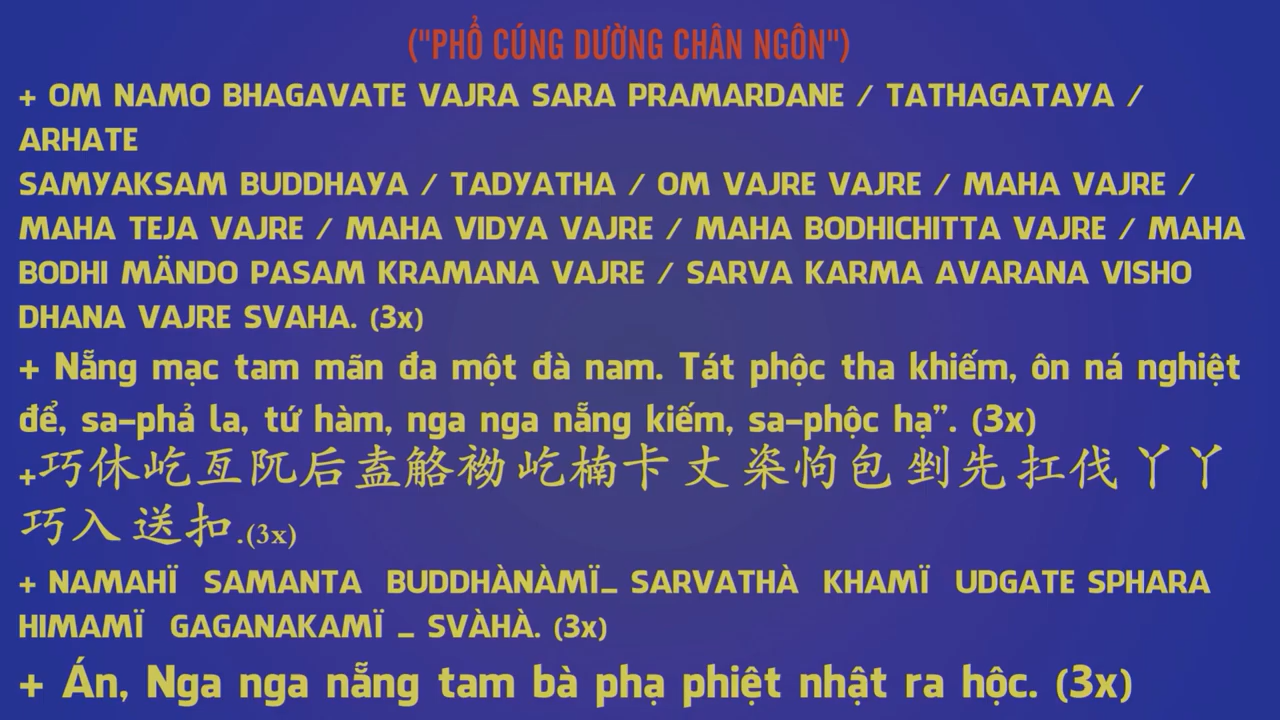 ("PHỔ CÚNG DƯỜNG CHÂN NGÔN")
+ OM NAMO BHAGAVATE VAJRA SARA PRAMARDANE / TATHAGATAYA /
ARHATE
SAMYAKSAM BUDDHAYA / TADYATHA / OM VAJRE VAJRE / MAHA VAJRE /
MAHA TEJA VAJRE / MAHA VIDYA VAJRE / MAHA BODHICHITTA VAJRE / MAHA
BODHI MÄNDO PASAM KRAMANA VAJRE / SARVA KARMA AVARANA VISHO
DHANA VAJRE SVAHA. (3x)
+ Nẵng mạc tam mãn đa một đà nam. Tát phộc tha khiếm, ôn ná nghiệt
để, sa-phả la, tứ hàm, nga nga nẵng kiếm, sa-phộc hạ”. (3x)
+巧休屹亙阢后盍觡袎屹楠卡丈粢怐包剉先扛伐丫丫
巧入送扣.(3x)
+ NAMAHÏ SAMANTA BUDDHÀNÀMÏ_ SARVATHÀ KHAMÏ UDGATE SPHARA
HIMAMÏ GAGANAKAMÏ _ SVÀHÀ. (3x)
+ Án, Nga nga nẵng tam bà phạ phiệt nhật ra hộc. (3x)